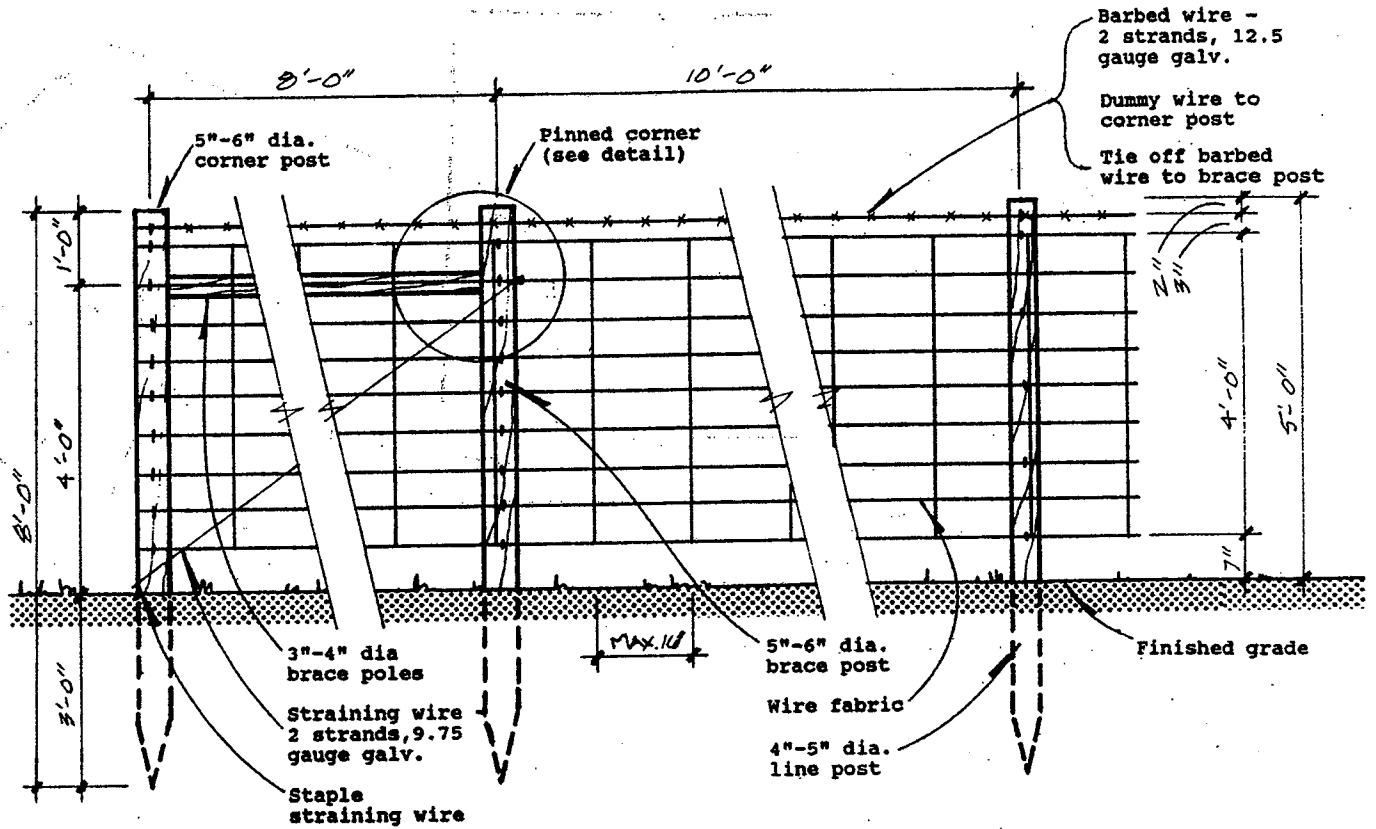 Barbed wire -
2 strands, 12.5
gauge galv.
Dummy wire to
corner post
Tie off barbed
wire to brace post
8'-0"
10'-0"
5"-6" dia.
corner post
Pinned corner
(see detail)
1'-0"
4'-0"
8'-0"
3'-0"
2"
3"
4'-0"
5'-0"
7"
3"-4" dia
brace poles
Straining wire
2 strands,9.75
gauge galv.
Staple
straining wire
MAX.
5"-6" dia.
brace post
Wire fabric
4"-5" dia.
line post
Finished grade